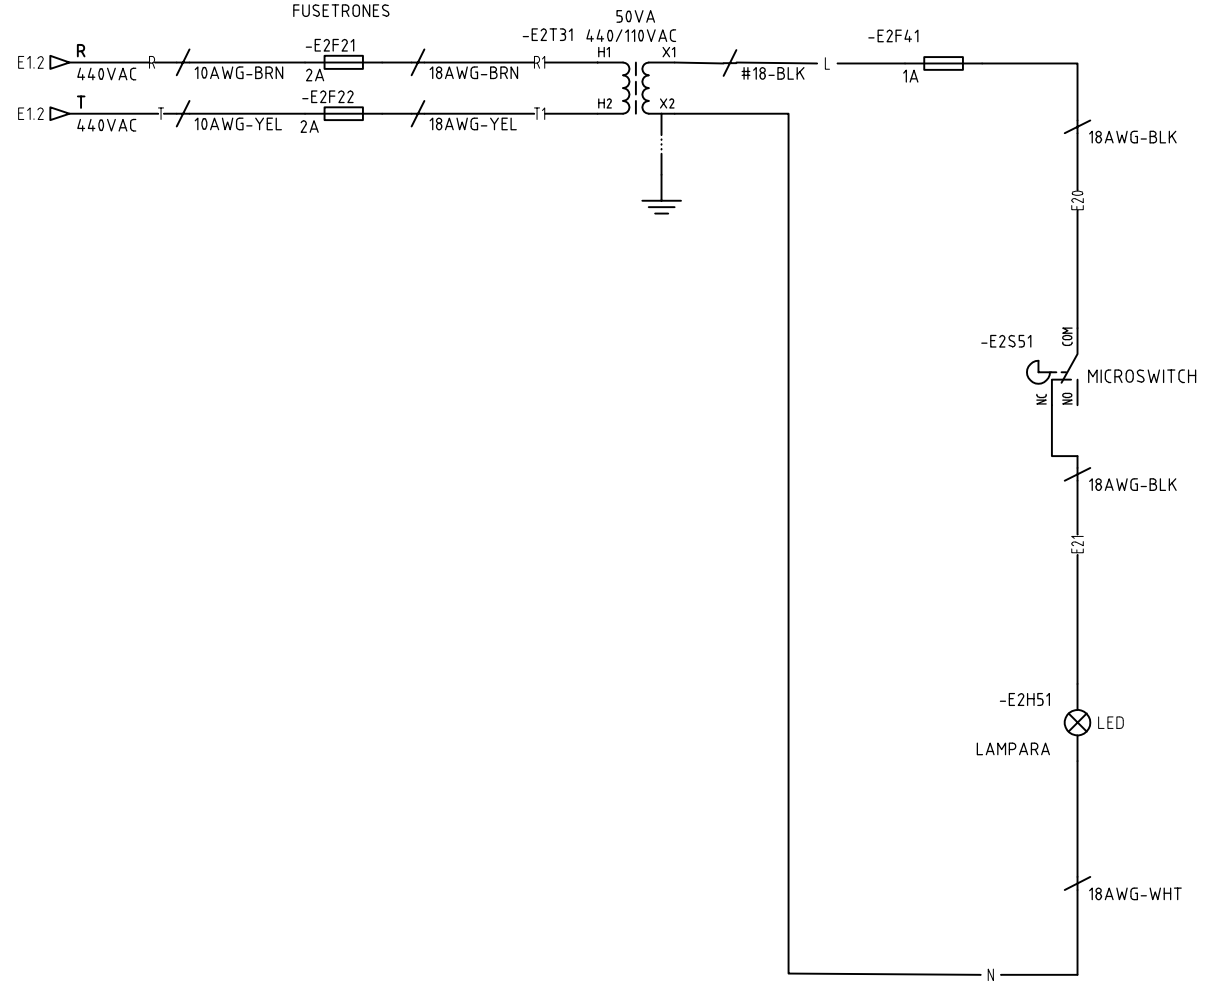 FUSETRONES
50VA
440/110VAC
-E2T31
-E2F41
-E2F21
H1
X1
E1.2
R
440VAC
R
10AWG-BRN
2A
18AWG-BRN
R1
#18-BLK
L
1A
-E2F22
E1.2
T
440VAC
T
10AWG-YEL
2A
18AWG-YEL
T1
H2
X2
18AWG-BLK
E20
-E2S51
COM
MICROSWITCH
NC
NO
18AWG-BLK
E21
-E2H51
LED
LAMPARA
18AWG-WHT
N